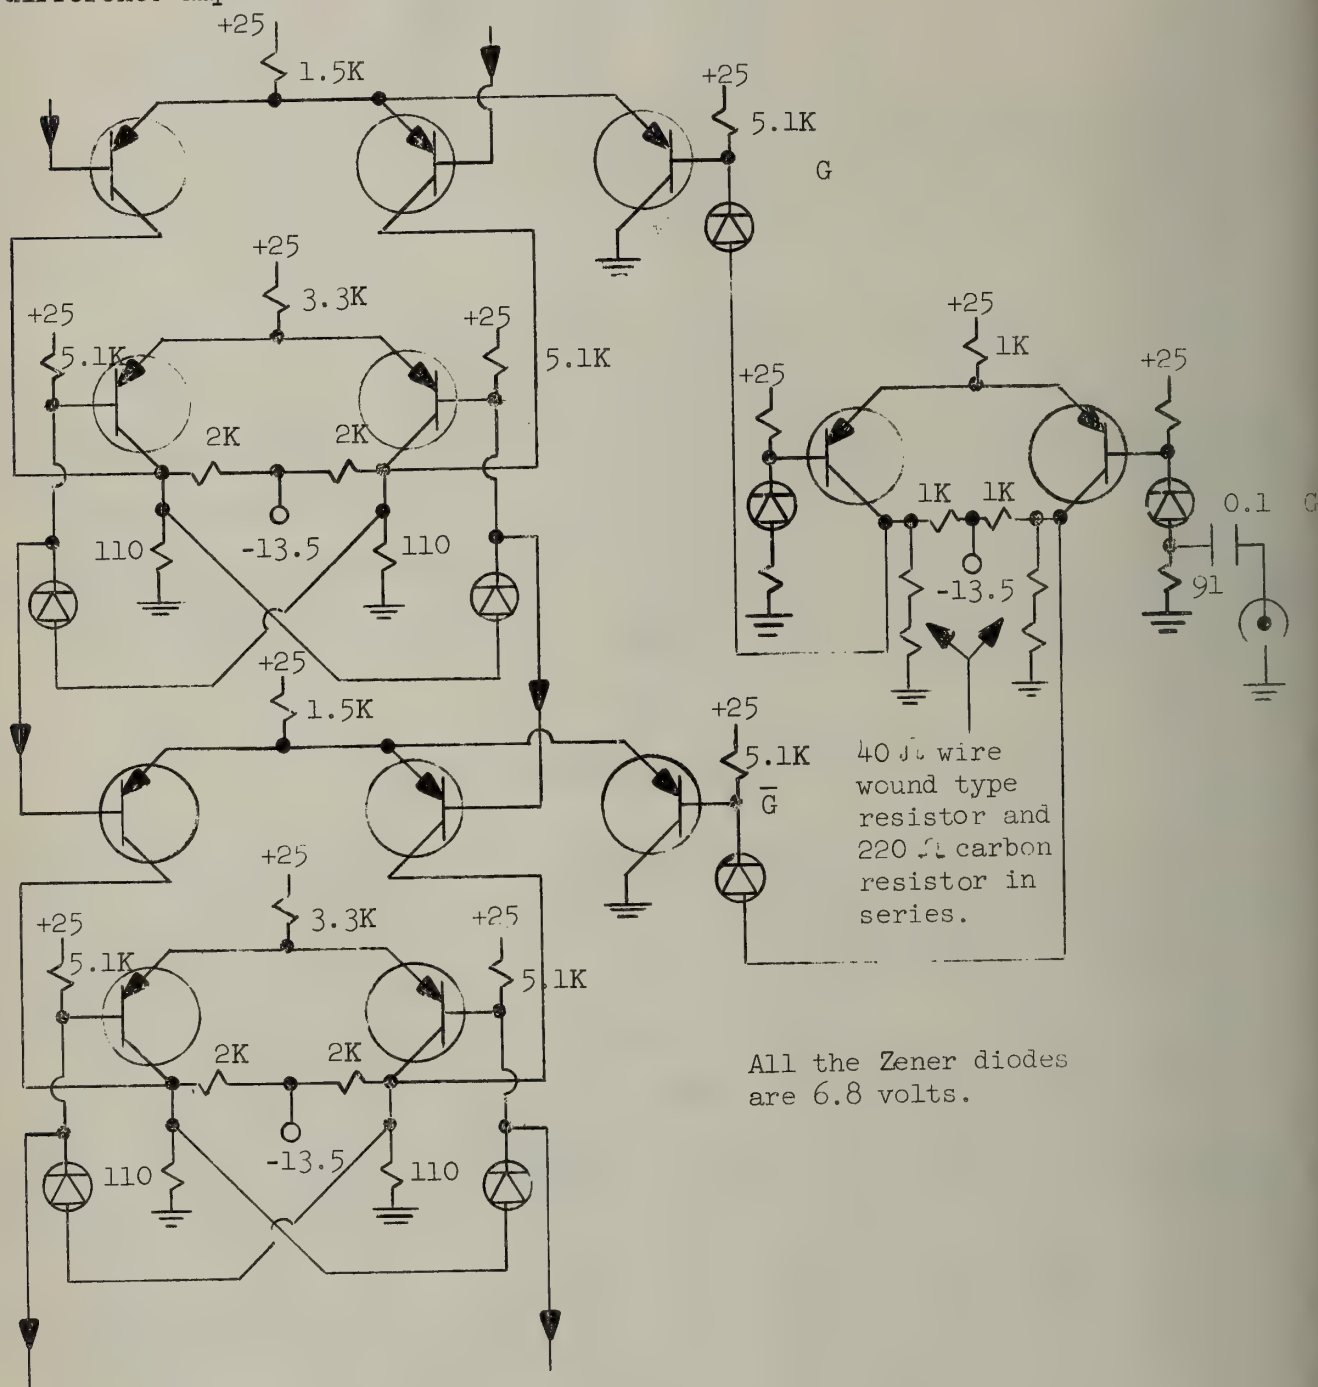 +25
1.5K
+25
5.1K
G
+25
3.3K
+25
5.1K
+25
5.1K
2K
2K
110
-13.5
110
+25
1K
+25
+25
1K
1K
-13.5
0.1
G
91
+25
1.5K
+25
5.1K
G̅
40 Ω wire
wound type
resistor and
220 Ω carbon
resistor in
series.
+25
3.3K
+25
5.1K
+25
5.1K
2K
2K
110
-13.5
110
All the Zener diodes
are 6.8 volts.